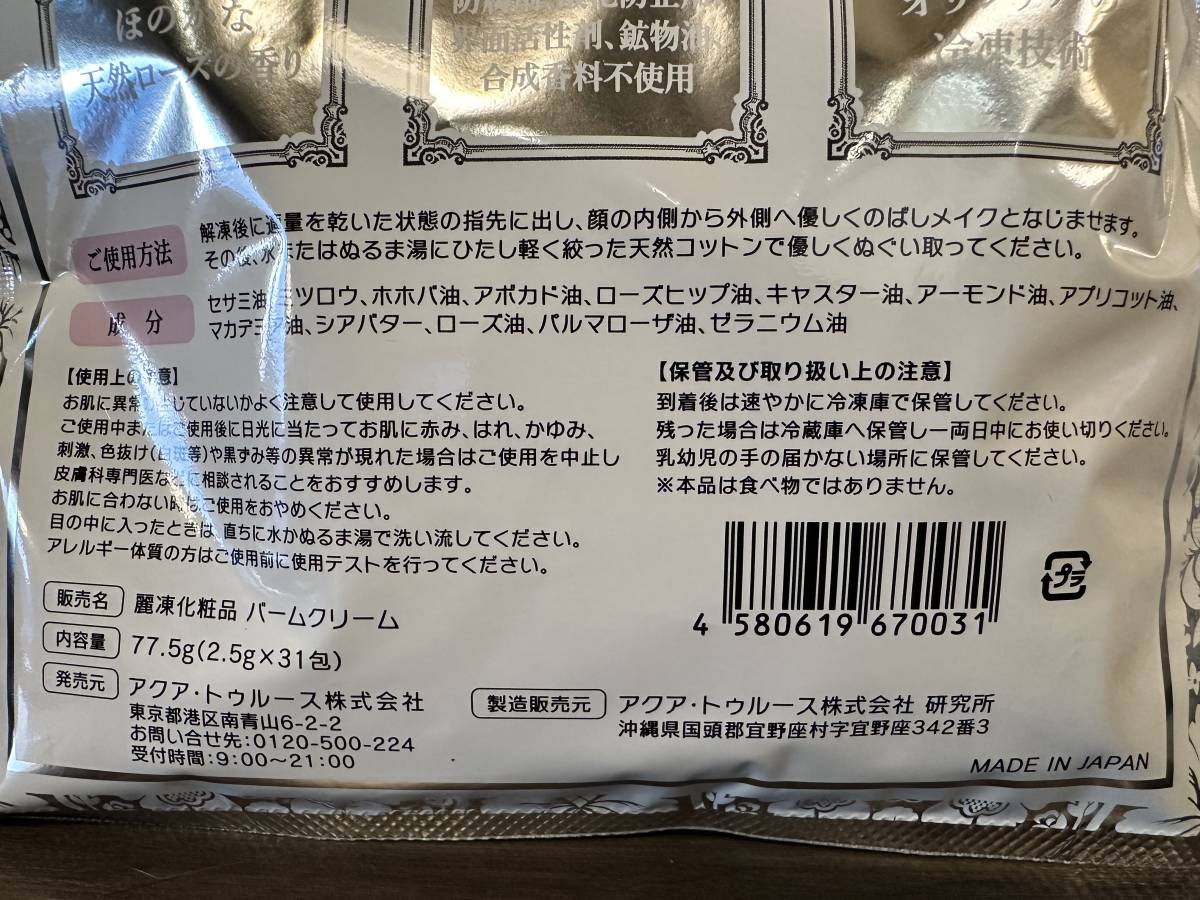 ほのかな
天然ローズの香り
界面活性剤、鉱物油、
合成香料不使用
冷凍技術
ご使用方法
解凍後に適量を乾いた状態の指先に出し、顔の内側から外側へ優しくのばしメイクとなじませます。
その後、水またはぬるま湯にひたし軽く絞った天然コットンで優しくぬぐい取ってください。
成 分
セサミ油、ミツロウ、ホホバ油、アボカド油、ローズヒップ油、キャスター油、アーモンド油、アプリコット油、
マカデミア油、シアバター、ローズ油、パルマローザ油、ゼラニウム油
【使用上の注意】
お肌に異常が生じていないかよく注意して使用してください。
ご使用中またはご使用後に日光に当たってお肌に赤み、はれ、かゆみ、
刺激、色抜け(白斑等)や黒ずみ等の異常が現れた場合はご使用を中止し
皮膚科専門医などに相談されることをおすすめします。
お肌に合わない時はご使用をおやめください。
目の中に入ったときは、直ちに水かぬるま湯で洗い流してください。
アレルギー体質の方はご使用前に使用テストを行ってください。
【保管及び取り扱い上の注意】
到着後は速やかに冷凍庫で保管してください。
残った場合は冷蔵庫へ保管し一両日中にお使い切りください。
乳幼児の手の届かない場所に保管してください。
※本品は食べ物ではありません。
4 580619 670031
プラ
販売名 麗凍化粧品 バームクリーム
内容量 77.5g(2.5g×31包)
発売元 アクア・トゥルース株式会社
東京都港区南青山6-2-2
お問い合せ先:0120-500-224
受付時間:9:00～21:00
製造販売元 アクア・トゥルース株式会社 研究所
沖縄県国頭郡宜野座村字宜野座342番3
MADE IN JAPAN